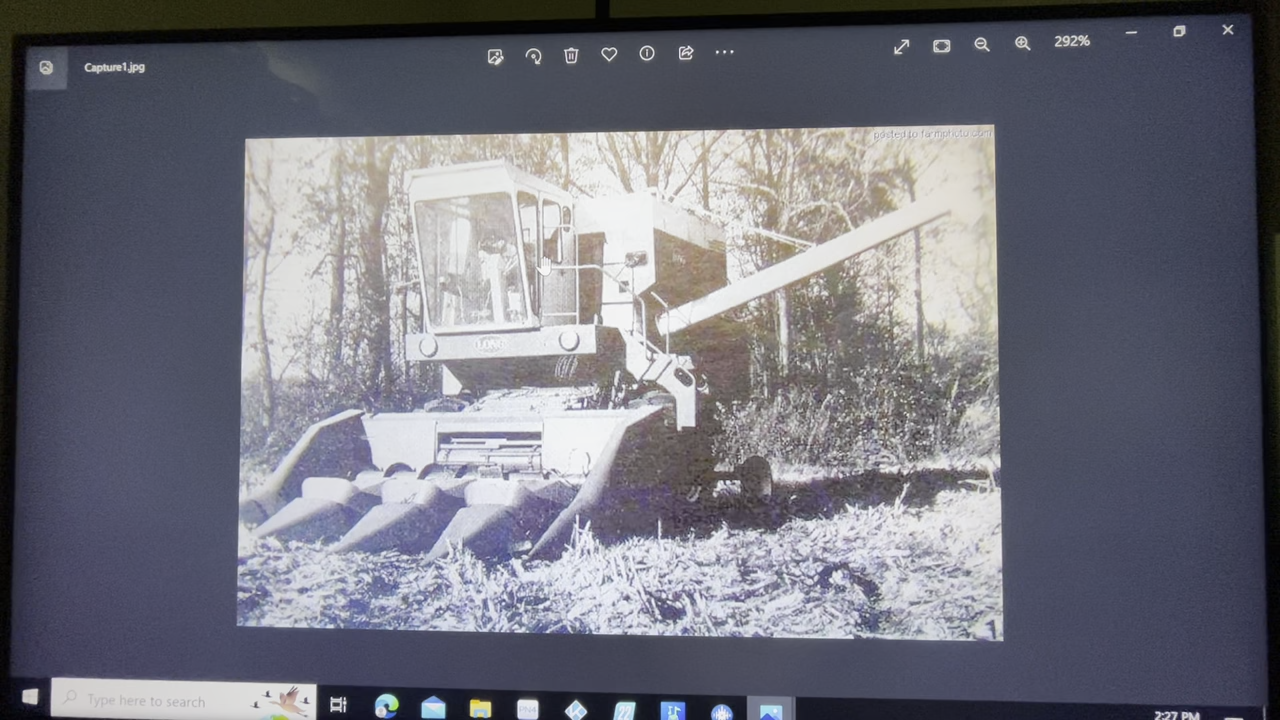 Capture1.jpg
292%
posted to farmphoto.com
LONG
Type here to search
2:27 PM